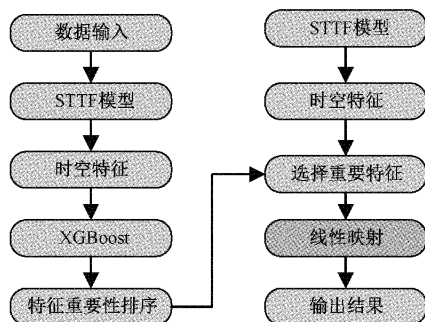 数据输入
STTF模型
时空特征
XGBoost
特征重要性排序
STTF模型
时空特征
选择重要特征
线性映射
输出结果